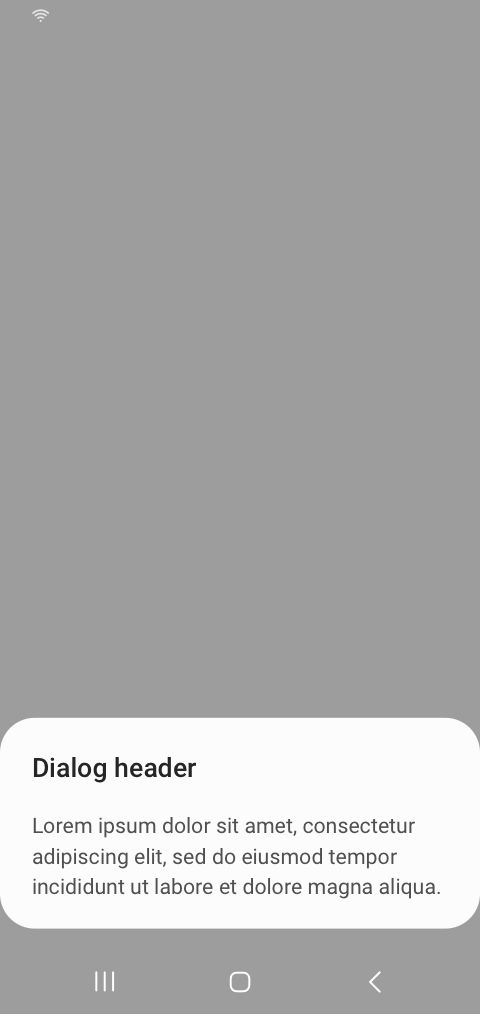 Dialog header
Lorem ipsum dolor sit amet, consectetur
adipiscing elit, sed do eiusmod tempor
incididunt ut labore et dolore magna aliqua.